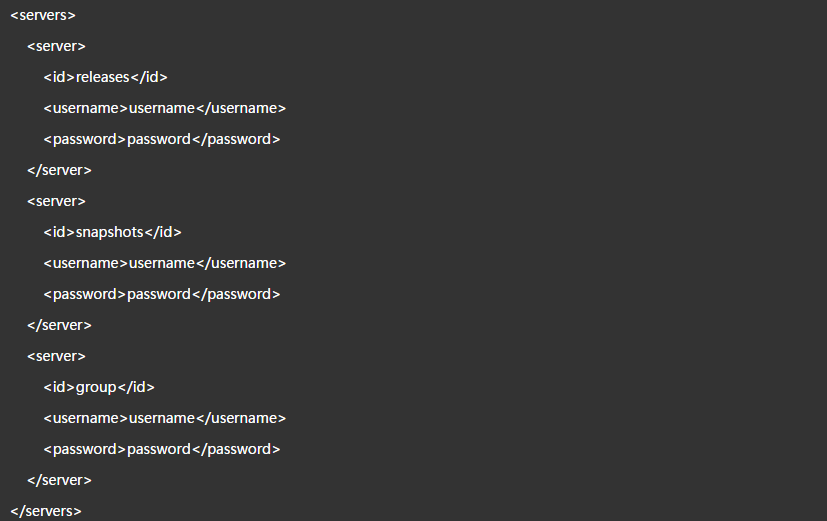 <servers>
<server>
<id>releases</id>
<username>username</username>
<password>password</password>
</server>
<server>
<id>snapshots</id>
<username>username</username>
<password>password</password>
</server>
<server>
<id>group</id>
<username>username</username>
<password>password</password>
</server>
</servers>